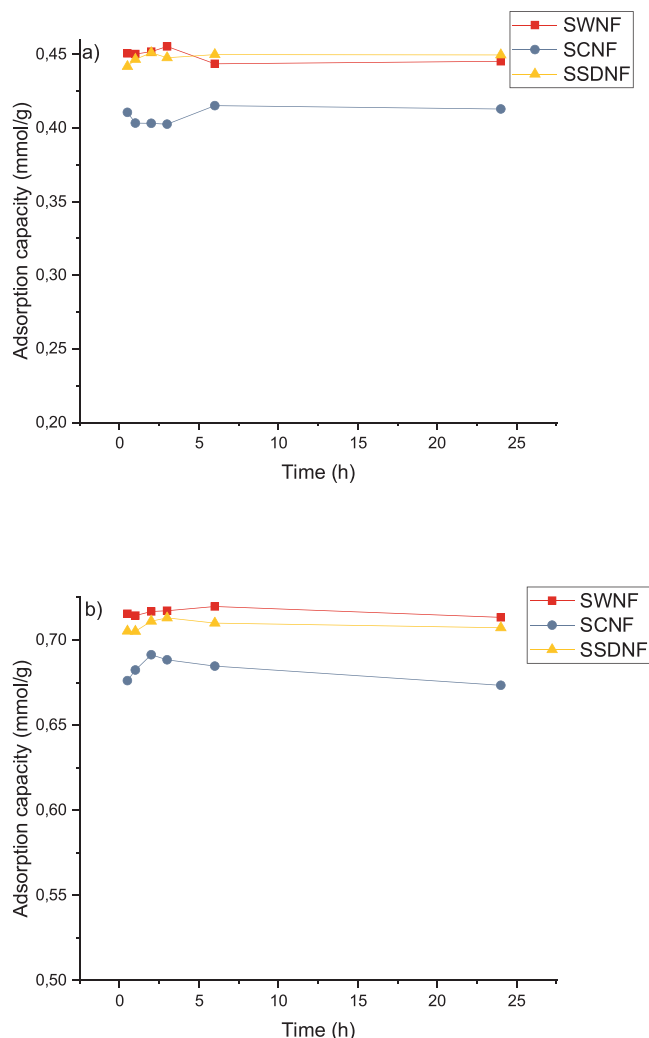 a)
SWNF
SCNF
SSDNF
Adsorption capacity (mmol/g)
0,45
0,40
0,35
0,30
0,25
0,20
0 5 10 15 20 25
Time (h)
b)
SWNF
SCNF
SSDNF
Adsorption capacity (mmol/g)
0,70
0,65
0,60
0,55
0,50
0 5 10 15 20 25
Time (h)